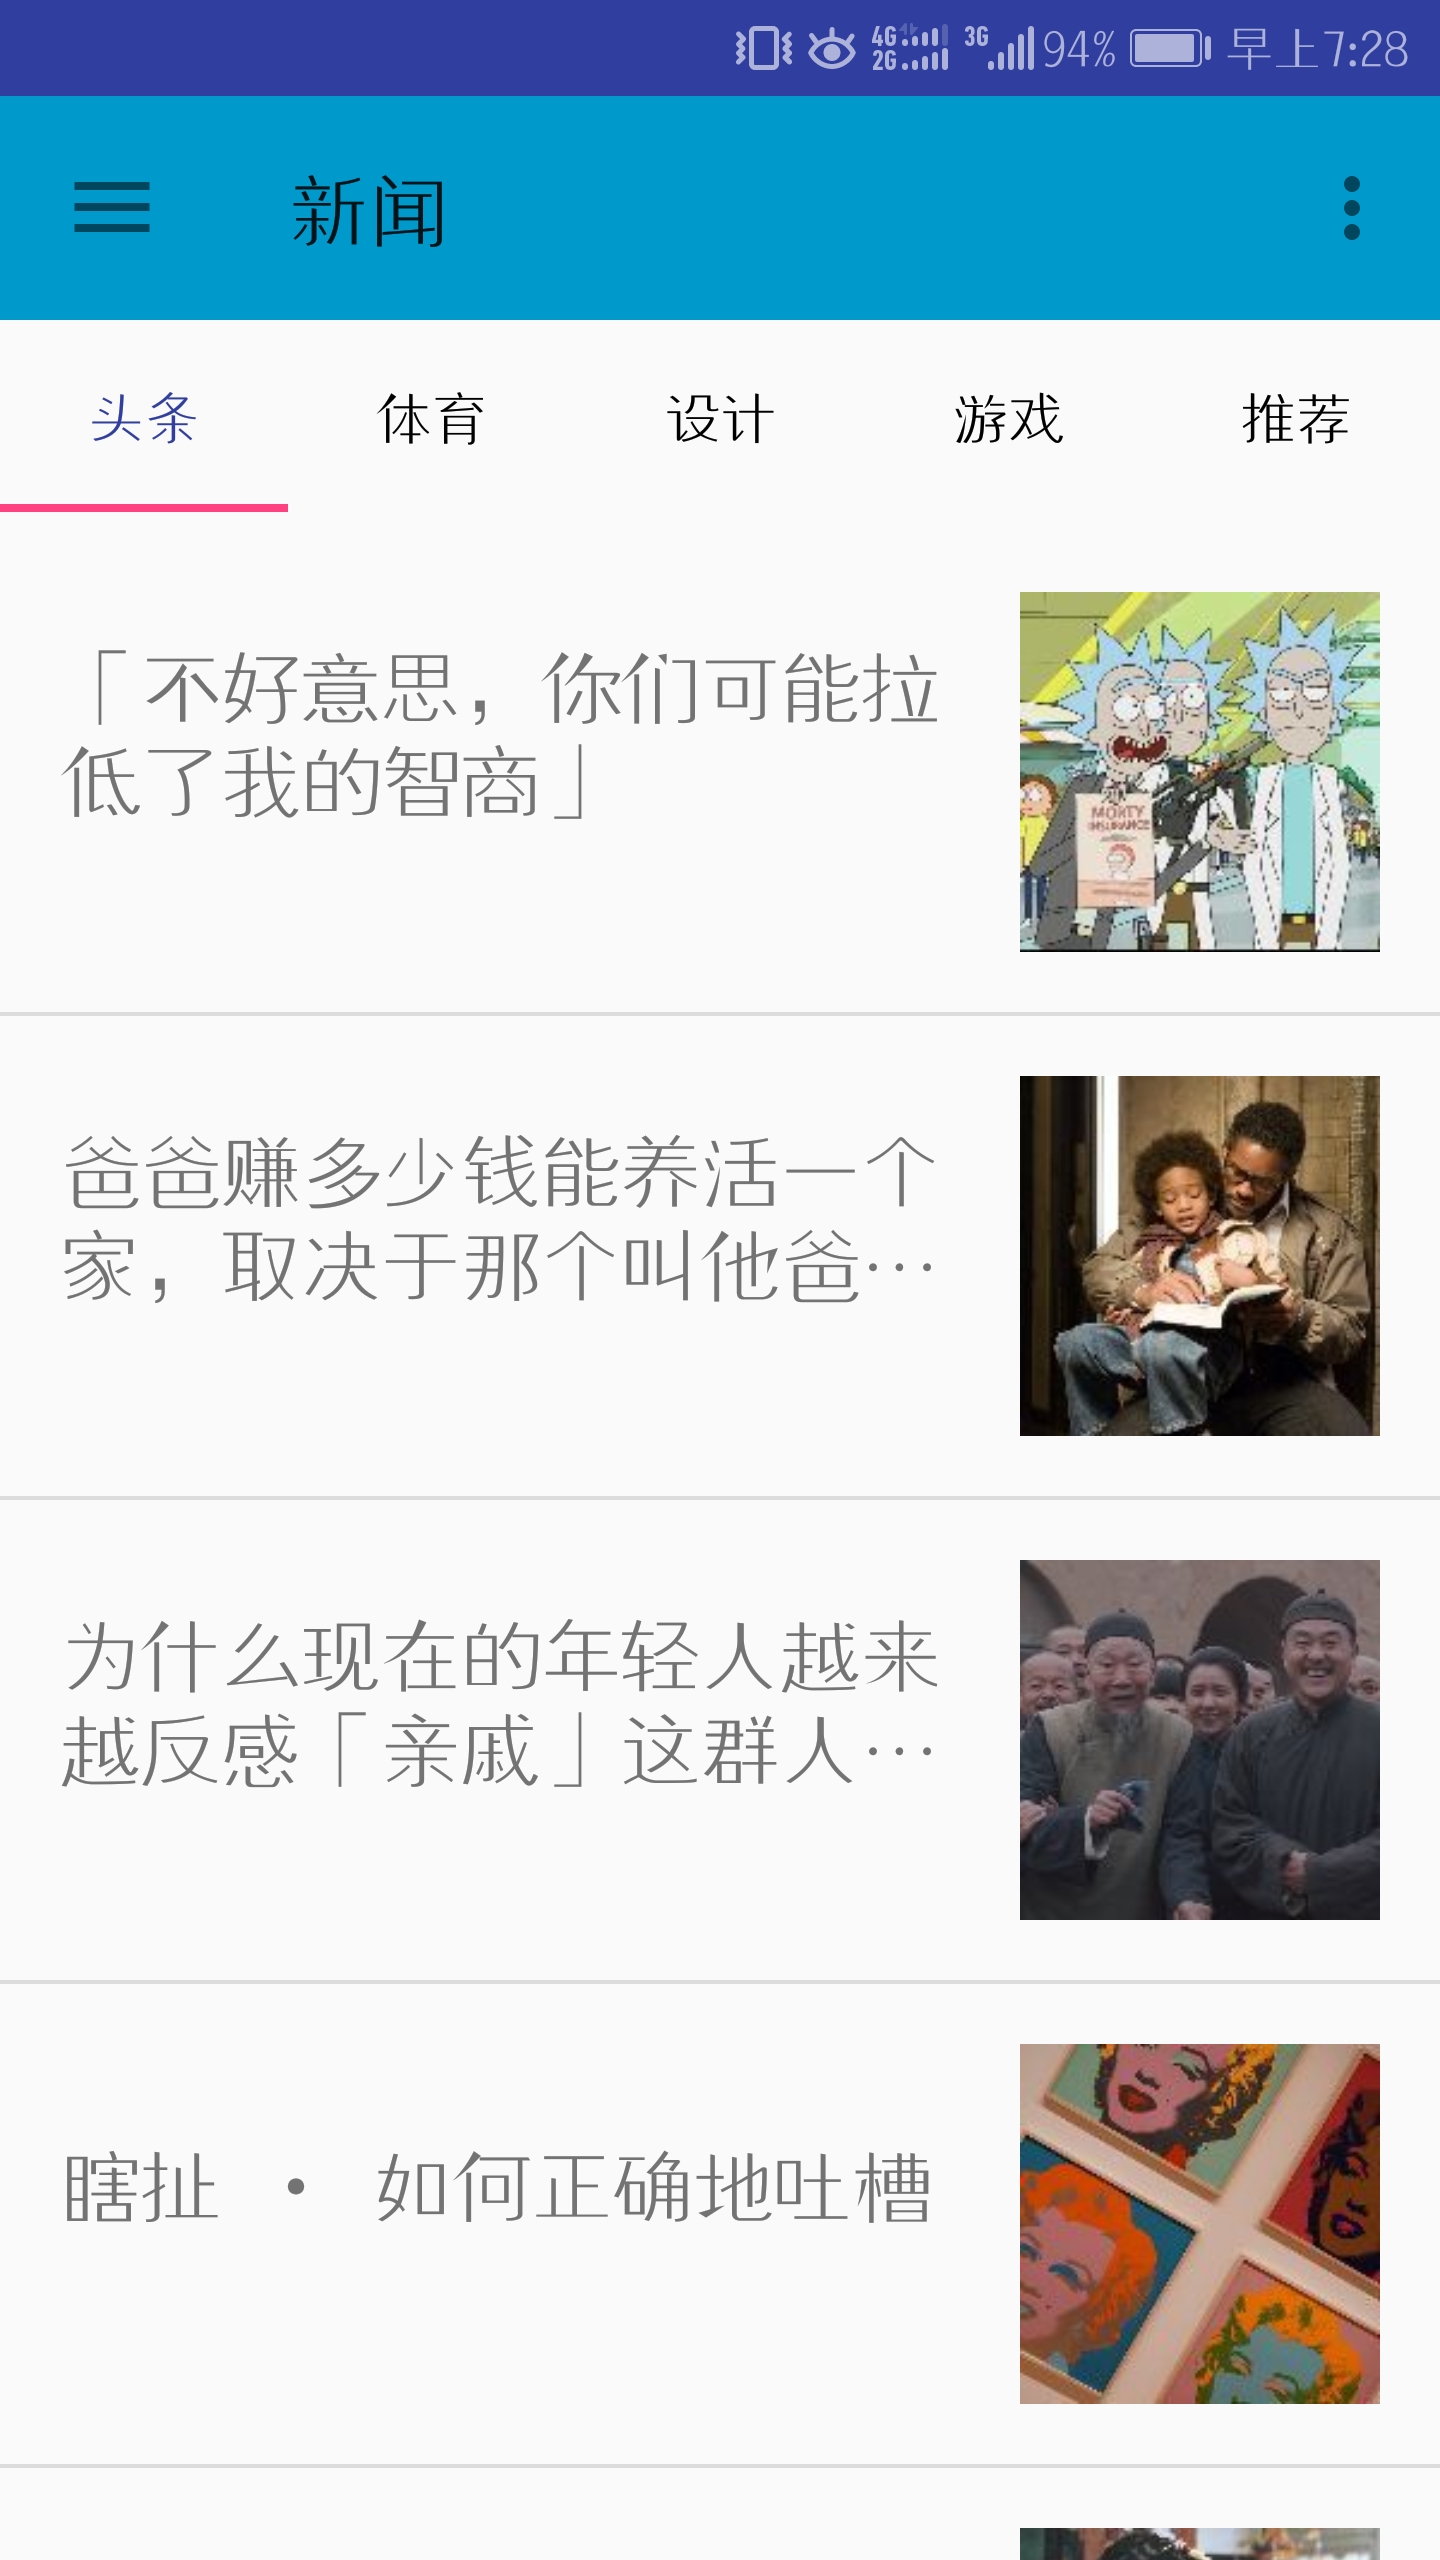 4G 2G 3G 94% 早上7:28
新闻
头条 体育 设计 游戏 推荐
「不好意思，你们可能拉
低了我的智商」
MORTY
INSURANCE
爸爸赚多少钱能养活一个
家，取决于那个叫他爸…
为什么现在的年轻人越来
越反感「亲戚」这群人…
瞎扯 · 如何正确地吐槽